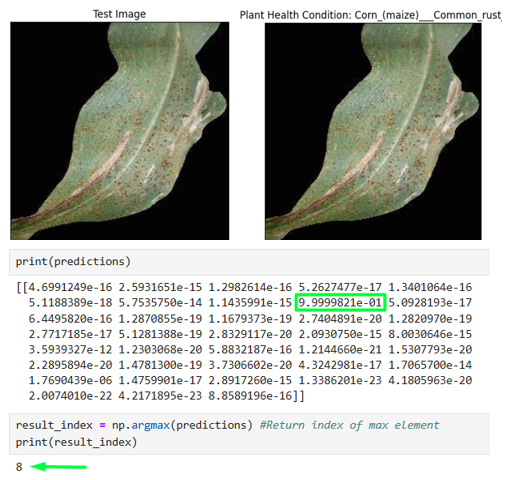 Test Image
Plant Health Condition: Corn_(maize)___Common_rust_
print(predictions)
[[4.6991249e-16 2.5931651e-15 1.2982614e-16 5.2627477e-17 1.3401064e-16
5.1188389e-18 5.7535750e-14 1.1435991e-15 9.9999821e-01 5.0928193e-17
6.4495820e-16 1.2870855e-19 1.1679373e-19 2.7404891e-20 1.2820970e-19
2.7717185e-17 5.1281388e-19 2.8329117e-20 2.0930750e-15 8.0030646e-15
3.5939327e-12 1.2303068e-20 5.8832187e-16 1.2144660e-21 1.5307793e-20
2.2895894e-20 1.4781300e-19 3.7306602e-20 4.3242981e-17 1.7065700e-14
1.7690439e-06 1.4759901e-17 2.8917260e-15 1.3386201e-23 4.1805963e-20
2.0074010e-22 4.2171895e-23 8.8589196e-16]]
result_index = np.argmax(predictions) #Return index of max element
print(result_index)
8